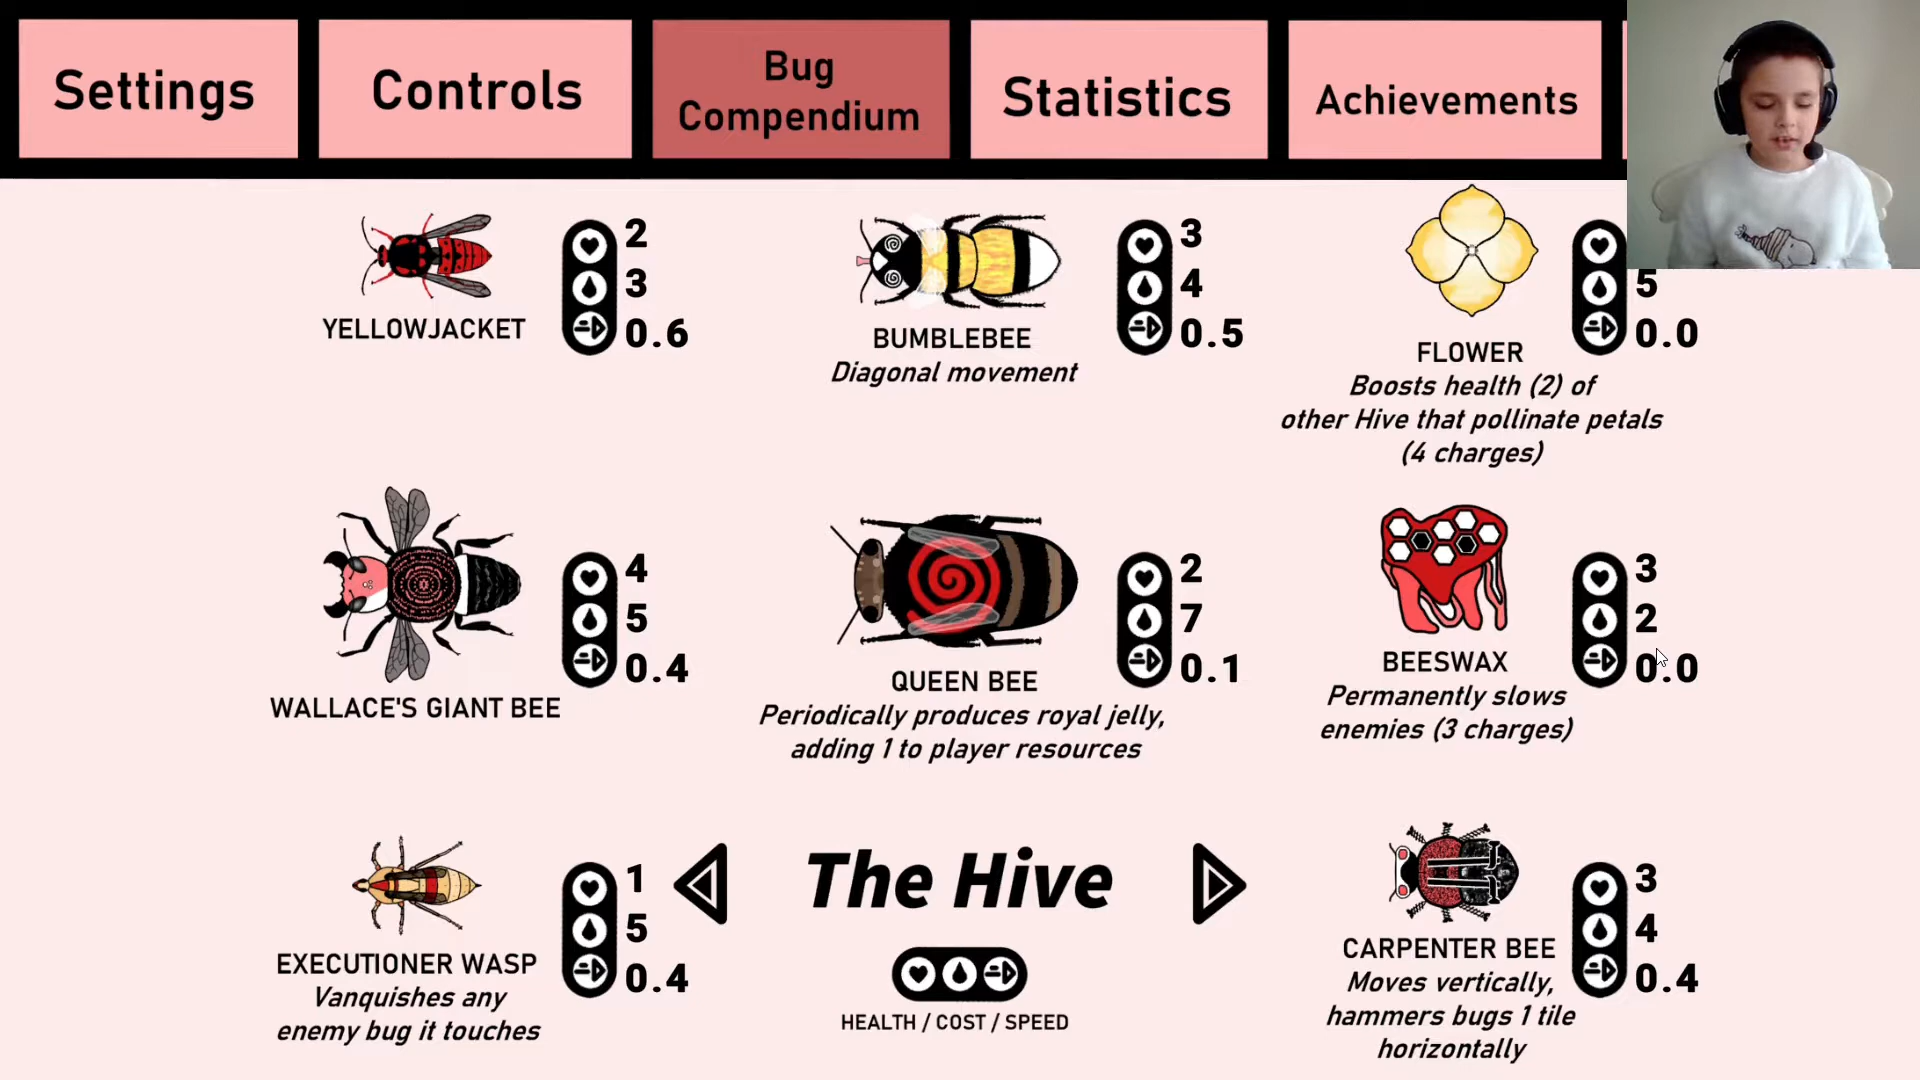 Settings
Controls
Bug
Compendium
Statistics
Achievements
2
3
0.6
YELLOWJACKET
3
4
0.5
BUMBLEBEE
Diagonal movement
5
0.0
FLOWER
Boosts health (2) of
other Hive that pollinate petals
(4 charges)
4
5
0.4
WALLACE'S GIANT BEE
2
7
0.1
QUEEN BEE
Periodically produces royal jelly,
adding 1 to player resources
3
2
0.0
BEESWAX
Permanently slows
enemies (3 charges)
1
5
0.4
EXECUTIONER WASP
Vanquishes any
enemy bug it touches
The Hive
HEALTH / COST / SPEED
3
4
0.4
CARPENTER BEE
Moves vertically,
hammers bugs 1 tile
horizontally